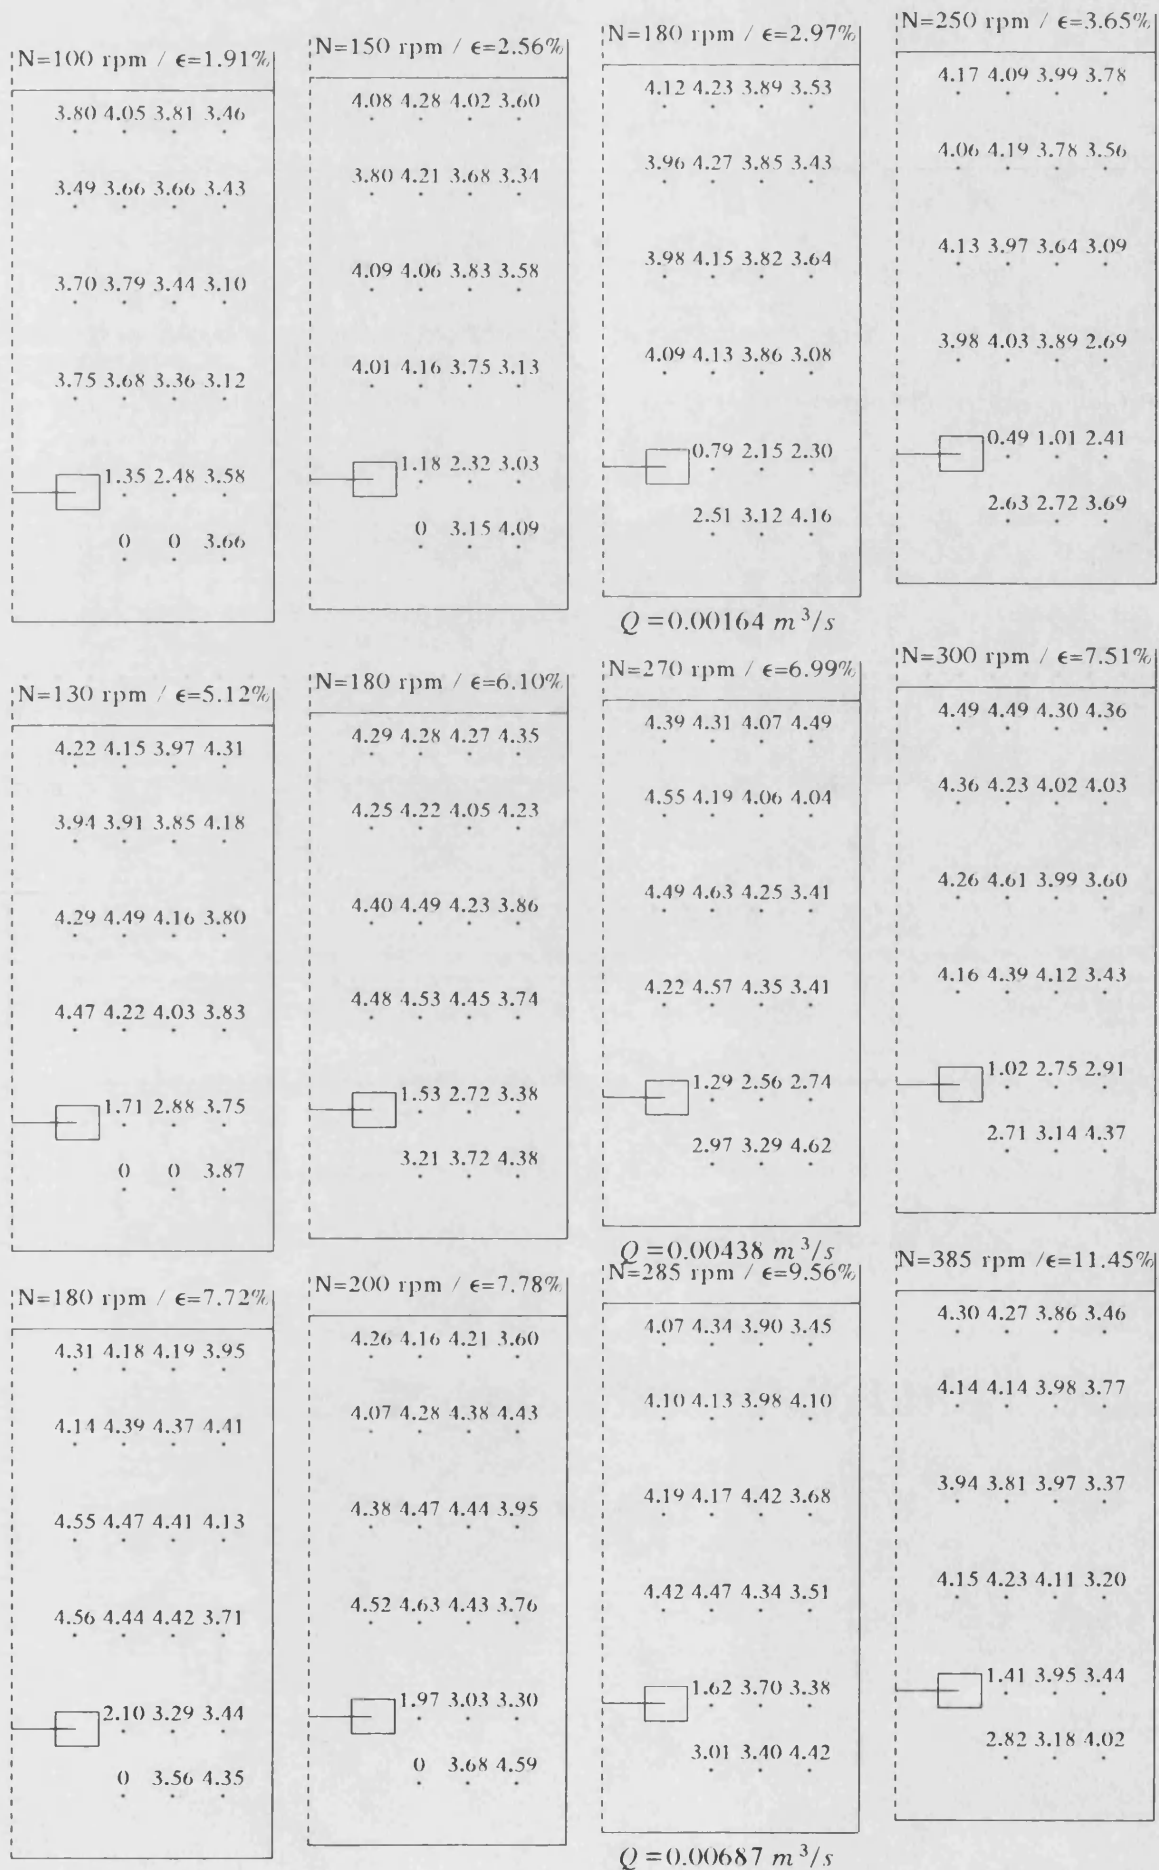 N=100 rpm / ϵ=1.91%
3.80 4.05 3.81 3.46
3.49 3.66 3.66 3.43
3.70 3.79 3.44 3.10
3.75 3.68 3.36 3.12
1.35 2.48 3.58
0 0 3.66
N=150 rpm / ϵ=2.56%
4.08 4.28 4.02 3.60
3.80 4.21 3.68 3.34
4.09 4.06 3.83 3.58
4.01 4.16 3.75 3.13
1.18 2.32 3.03
0 3.15 4.09
N=180 rpm / ϵ=2.97%
4.12 4.23 3.89 3.53
3.96 4.27 3.85 3.43
3.98 4.15 3.82 3.64
4.09 4.13 3.86 3.08
0.79 2.15 2.30
2.51 3.12 4.16
N=250 rpm / ϵ=3.65%
4.17 4.09 3.99 3.78
4.06 4.19 3.78 3.56
4.13 3.97 3.64 3.09
3.98 4.03 3.89 2.69
0.49 1.01 2.41
2.63 2.72 3.69
Q=0.00164 m³/s
N=130 rpm / ϵ=5.12%
4.22 4.15 3.97 4.31
3.94 3.91 3.85 4.18
4.29 4.49 4.16 3.80
4.47 4.22 4.03 3.83
1.71 2.88 3.75
0 0 3.87
N=180 rpm / ϵ=6.10%
4.29 4.28 4.27 4.35
4.25 4.22 4.05 4.23
4.40 4.49 4.23 3.86
4.48 4.53 4.45 3.74
1.53 2.72 3.38
3.21 3.72 4.38
N=270 rpm / ϵ=6.99%
4.39 4.31 4.07 4.49
4.55 4.19 4.06 4.04
4.49 4.63 4.25 3.41
4.22 4.57 4.35 3.41
1.29 2.56 2.74
2.97 3.29 4.62
N=300 rpm / ϵ=7.51%
4.49 4.49 4.30 4.36
4.36 4.23 4.02 4.03
4.26 4.61 3.99 3.60
4.16 4.39 4.12 3.43
1.02 2.75 2.91
2.71 3.14 4.37
Q=0.00438 m³/s
N=180 rpm / ϵ=7.72%
4.31 4.18 4.19 3.95
4.14 4.39 4.37 4.41
4.55 4.47 4.41 4.13
4.56 4.44 4.42 3.71
2.10 3.29 3.44
0 3.56 4.35
N=200 rpm / ϵ=7.78%
4.26 4.16 4.21 3.60
4.07 4.28 4.38 4.43
4.38 4.47 4.44 3.95
4.52 4.63 4.43 3.76
1.97 3.03 3.30
0 3.68 4.59
N=285 rpm / ϵ=9.56%
4.07 4.34 3.90 3.45
4.10 4.13 3.98 4.10
4.19 4.17 4.42 3.68
4.42 4.47 4.34 3.51
1.62 3.70 3.38
3.01 3.40 4.42
N=385 rpm /ϵ=11.45%
4.30 4.27 3.86 3.46
4.14 4.14 3.98 3.77
3.94 3.81 3.97 3.37
4.15 4.23 4.11 3.20
1.41 3.95 3.44
2.82 3.18 4.02
Q=0.00687 m³/s